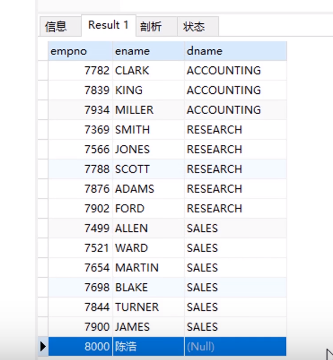 信息 Result 1 剖析 状态
empno ename dname
7782 CLARK ACCOUNTING
7839 KING ACCOUNTING
7934 MILLER ACCOUNTING
7369 SMITH RESEARCH
7566 JONES RESEARCH
7788 SCOTT RESEARCH
7876 ADAMS RESEARCH
7902 FORD RESEARCH
7499 ALLEN SALES
7521 WARD SALES
7654 MARTIN SALES
7698 BLAKE SALES
7844 TURNER SALES
7900 JAMES SALES
8000 陈浩 (Null)